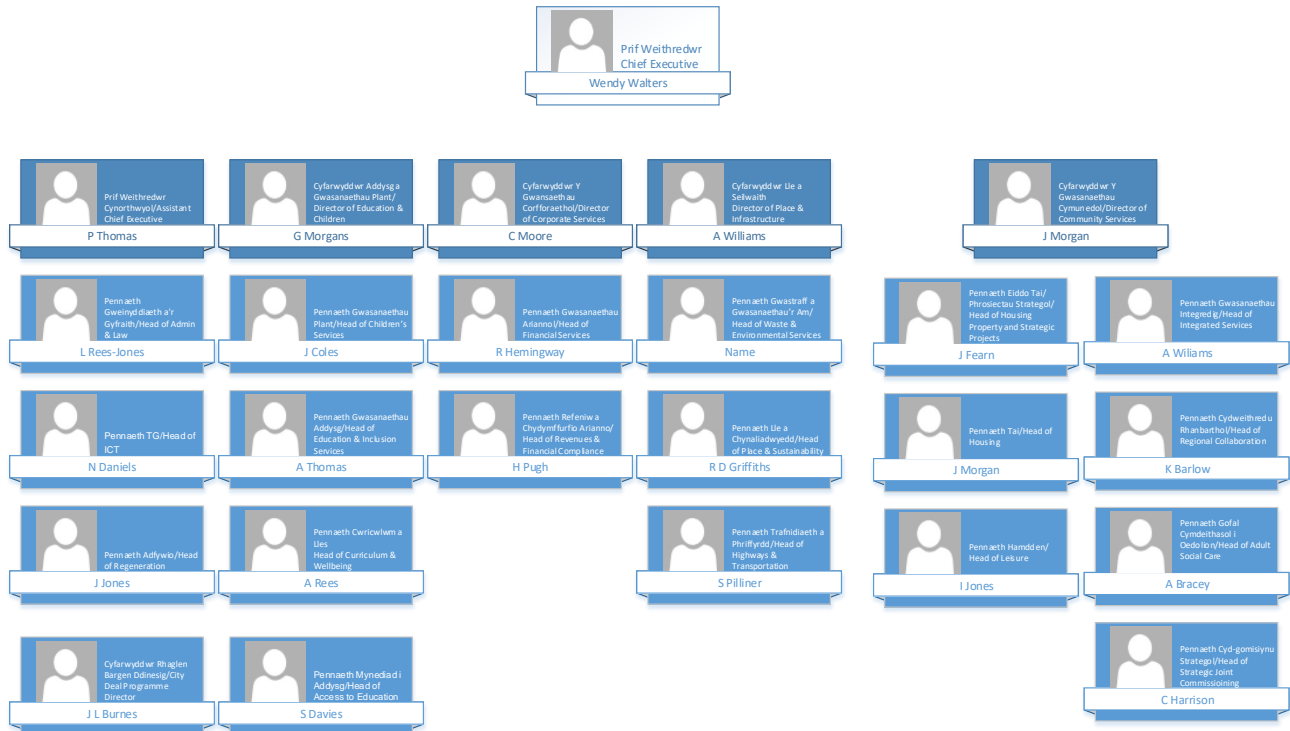 Prif Weithredwr
Chief Executive
Wendy Walters
Prif Weithredwr
Cynorthwyol/Assistant
Chief Executive
P Thomas
Cyfarwyddwr Addysg a
Gwasanaethau Plant/
Director of Education &
Children
G Morgans
Cyfarwyddwr Y
Gwansaethau
Corfforaethol/Director
of Corporate Services
C Moore
Cyfarwyddwr Lle a
Seilwaith
Director of Place &
Infrastructure
A Williams
Cyfarwyddwr Y
Gwasanaethau
Cymunedol/Director of
Community Services
J Morgan
Pennaeth
Gweinyddiaeth a'r
Gyfraith/Head of Admin
& Law
L Rees-Jones
Pennaeth Gwasanaethau
Plant/Head of Children's
Services
J Coles
Pennaeth Gwasanaethau
Ariannol/Head of
Financial Services
R Hemingway
Pennaeth Gwastraff a
Gwasanaethau'r Am/
Head of Waste &
Environmental Services
Name
Pennaeth Eiddo Tai/
Phrosiectau Strategol/
Head of Housing
Property and Strategic
Projects
J Fearn
Pennaeth Gwasanaethau
Integredig/Head of
Integrated Services
A Wiliams
Pennaeth TG/Head of
ICT
N Daniels
Pennaeth Gwasanaethau
Addysg/Head of
Education & Inclusion
Services
A Thomas
Pennaeth Refeniw a
Chydymffurfio Arianno/
Head of Revenues &
Financial Compliance
H Pugh
Pennaeth Lle a
Chynaliadwyedd/Head
of Place & Sustainability
R D Griffiths
Pennaeth Tai/Head of
Housing
J Morgan
Pennaeth Cydweithredu
Rhanbarthol/Head of
Regional Collaboration
K Barlow
Pennaeth Adfywio/Head
of Regeneration
J Jones
Pennaeth Cwricwlwm a
Lles
Head of Curriculum &
Wellbeing
A Rees
Pennaeth Trafnidiaeth a
Phriffyrdd/Head of
Highways &
Transportation
S Pilliner
Pennaeth Hamdden/
Head of Leisure
I Jones
Pennaeth Gofal
Cymdeithasol i
Oedolion/Head of Adult
Social Care
A Bracey
Cyfarwyddwr Rhaglen
Bargen Ddinesig/City
Deal Programme
Director
J L Burnes
Pennaeth Mynediad i
Addysg/Head of
Access to Education
S Davies
Pennaeth Cyd-gomisiynu
Strategol/Head of
Strategic Joint
Commissioining
C Harrison